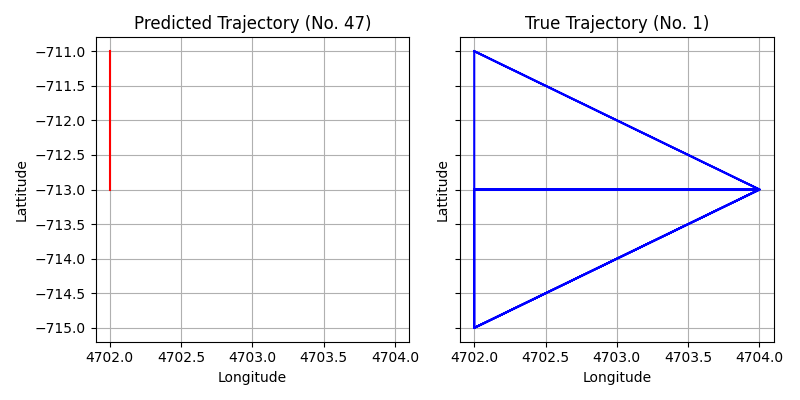 Predicted Trajectory (No. 47)
−711.0
−711.5
−712.0
−712.5
−713.0
−713.5
−714.0
−714.5
−715.0
Lattitude
4702.0 4702.5 4703.0 4703.5 4704.0
Longitude
True Trajectory (No. 1)
Lattitude
4702.0 4702.5 4703.0 4703.5 4704.0
Longitude